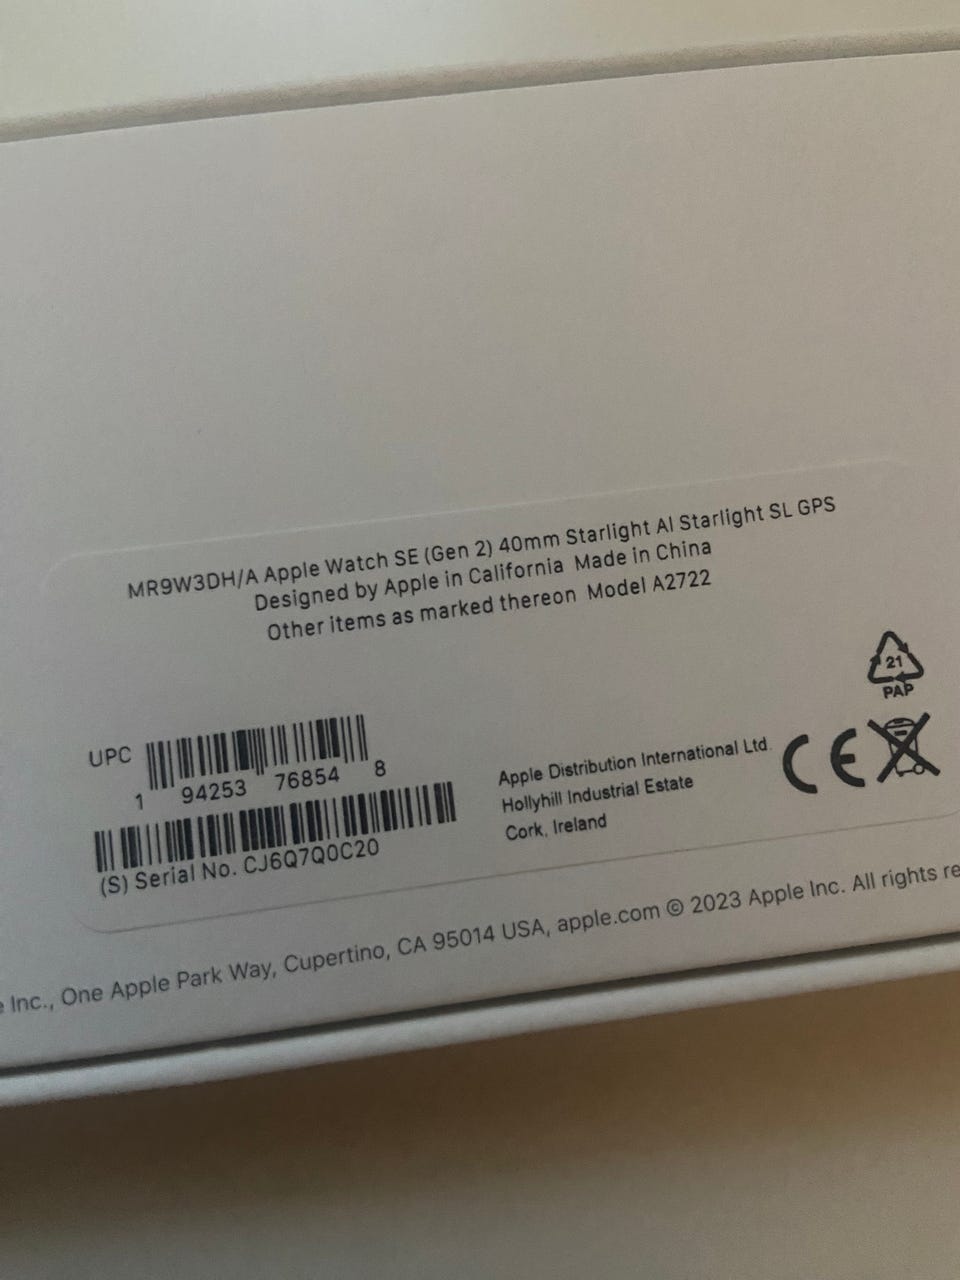 MR9W3DH/A Apple Watch SE (Gen 2) 40mm Starlight Al Starlight SL GPS
Designed by Apple in California Made in China
Other items as marked thereon Model A2722
21
PAP
UPC
1 94253 76854 8
(S) Serial No. CJ6Q7Q0C20
Apple Distribution International Ltd.
Hollyhill Industrial Estate
Cork, Ireland
CE
e Inc., One Apple Park Way, Cupertino, CA 95014 USA, apple.com © 2023 Apple Inc. All rights re